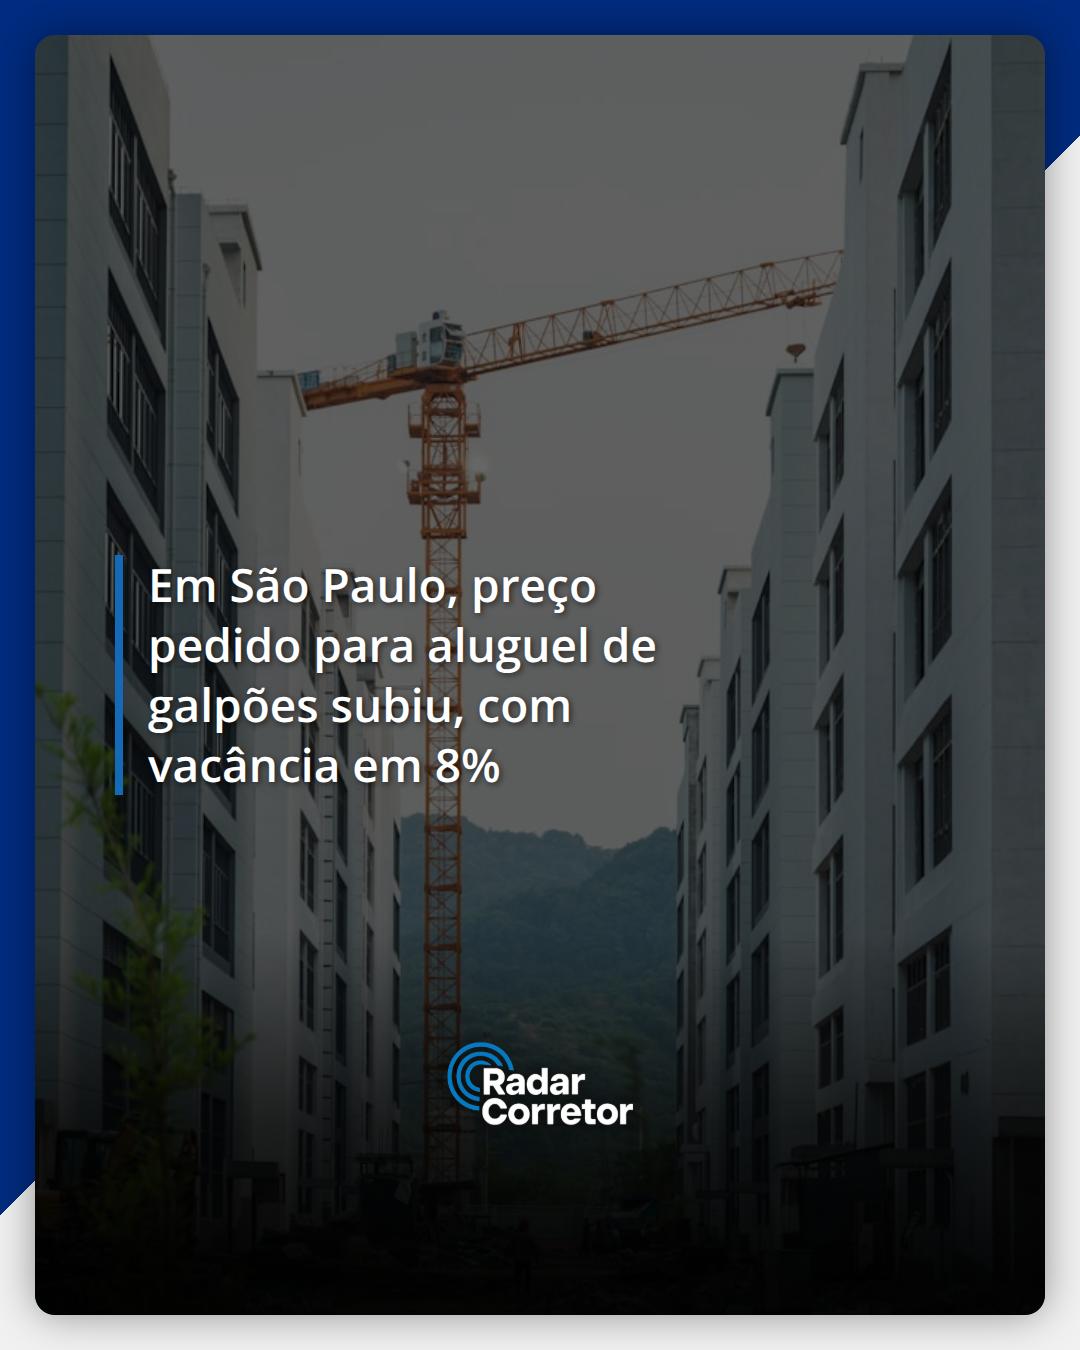 Em São Paulo, preço
pedido para aluguel de
galpões subiu, com
vacância em 8%
Radar
Corretor